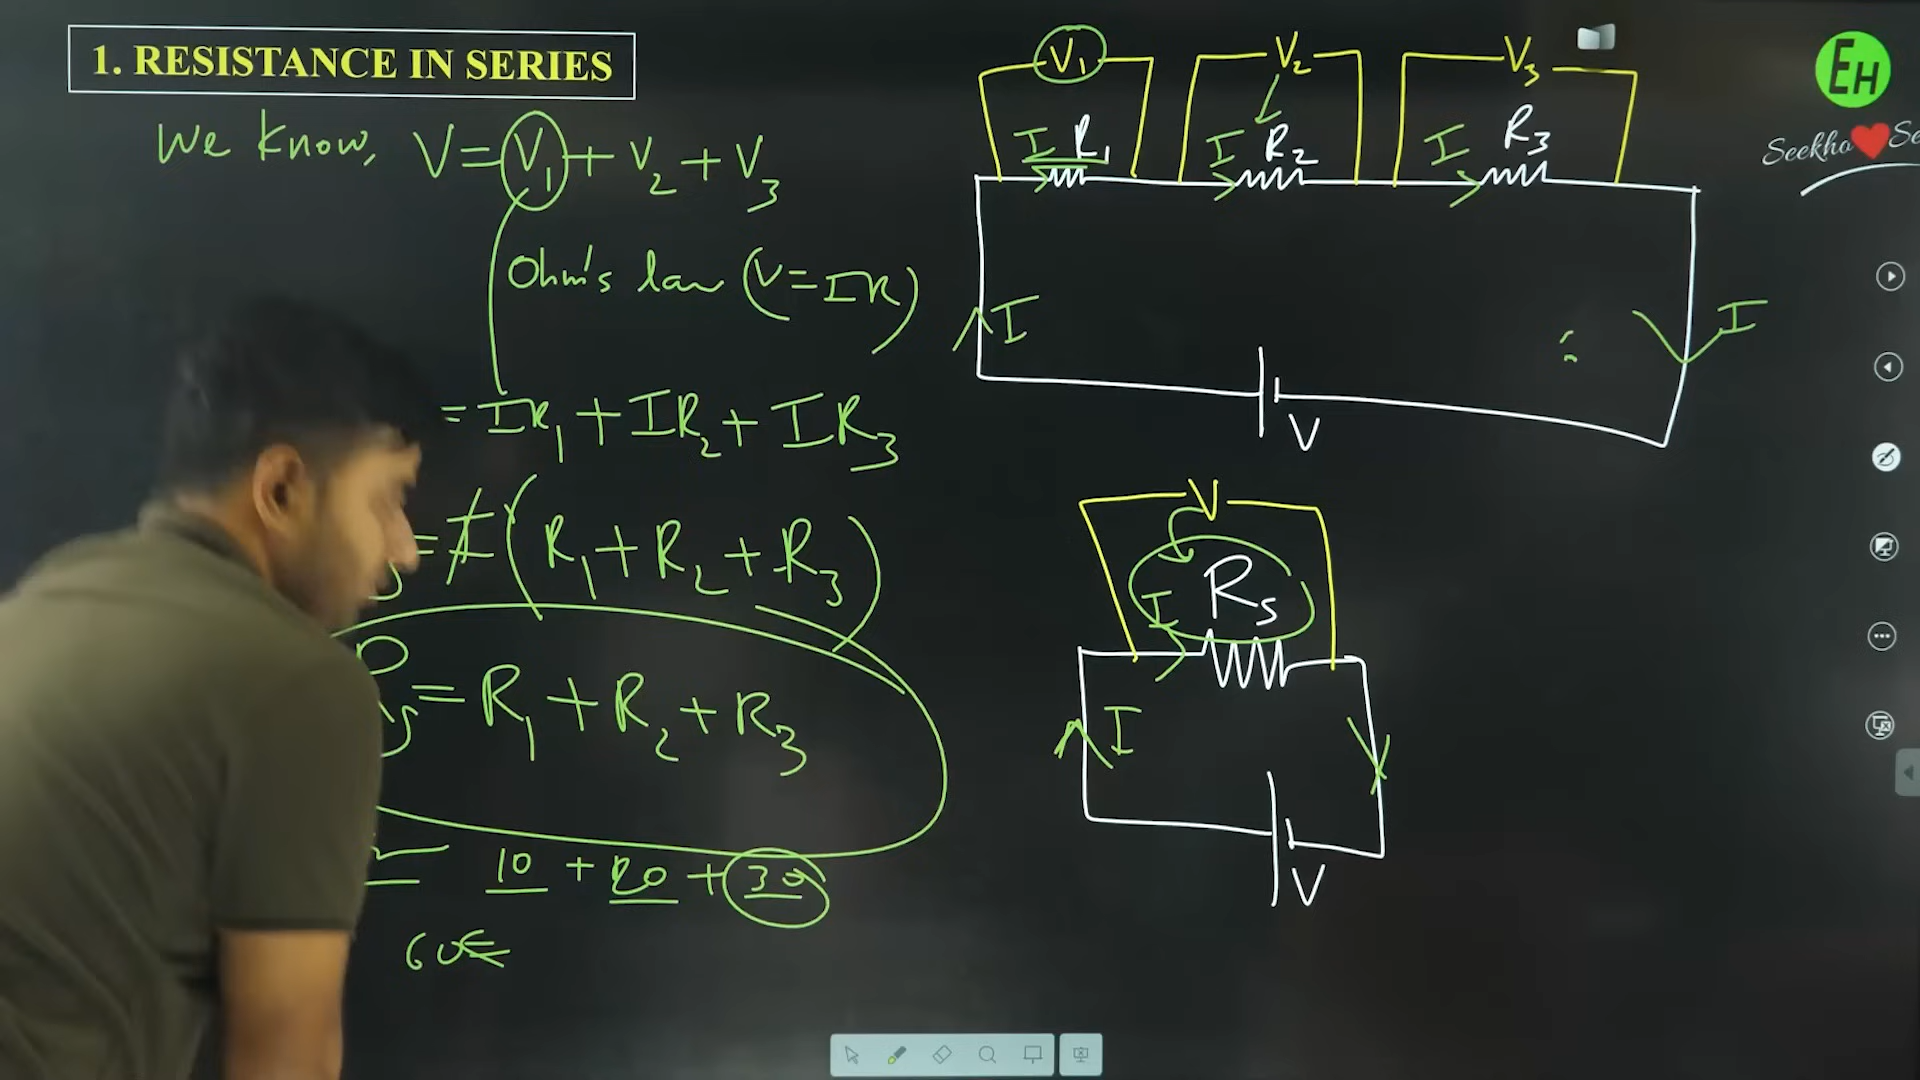 1. RESISTANCE IN SERIES
We know, V = V₁ + V₂ + V₃
Ohm's law (V = IR)
= IR₁ + IR₂ + IR₃
= I (R₁ + R₂ + R₃)
Rs = R₁ + R₂ + R₃
= 10 + 20 + 30
60
V₁ V₂ V₃
I R₁ I R₂ I R₃
I I
V
V
I Rs
I
V
EH
Seekho